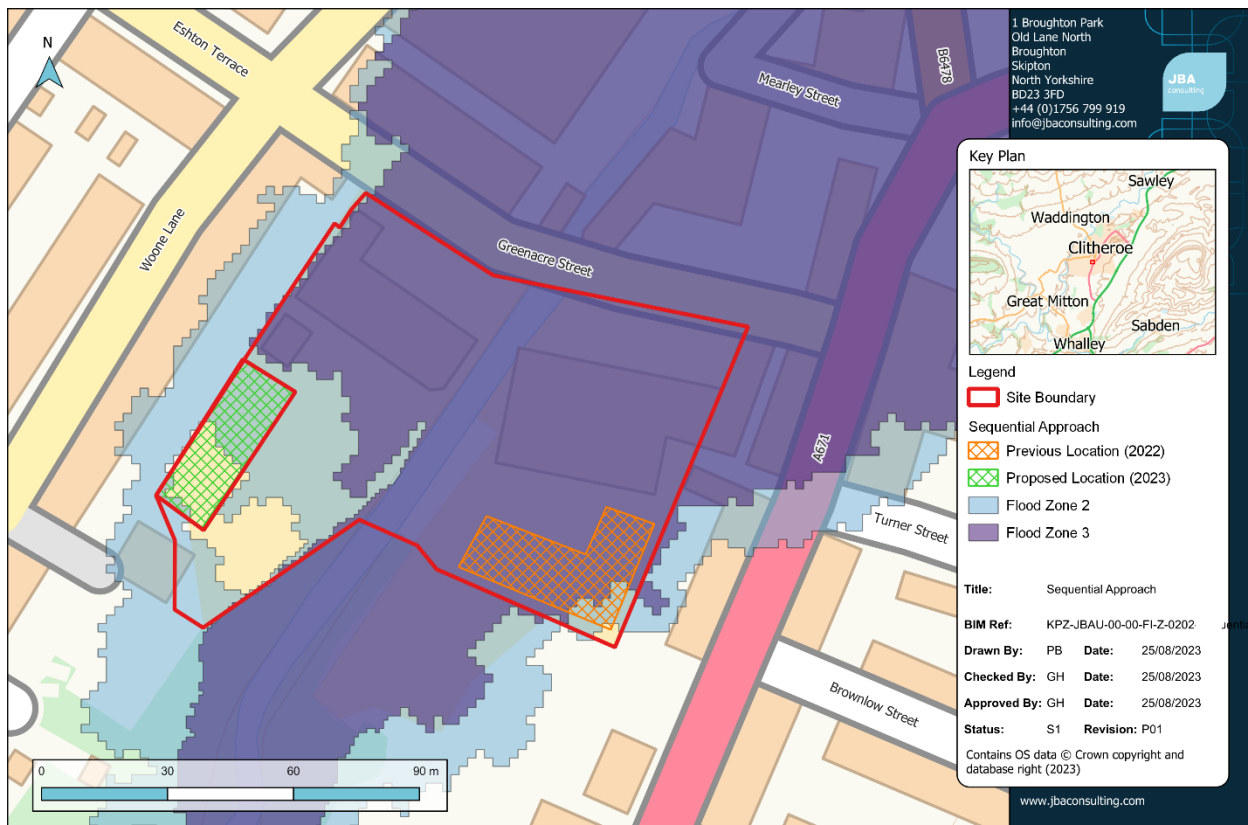 Eshton Terrace
N
Woone Lane
Mearley Street
B6478
Greenacre Street
A671
Turner Street
Brownlow Street
0 30 60 90 m
1 Broughton Park
Old Lane North
Broughton
Skipton
North Yorkshire
BD23 3FD
+44 (0)1756 799 919
info@jbaconsulting.com
JBA
consulting
Key Plan
Sawley
Waddington
Clitheroe
Great Mitton
Sabden
Whalley
Legend
Site Boundary
Sequential Approach
Previous Location (2022)
Proposed Location (2023)
Flood Zone 2
Flood Zone 3
Title: Sequential Approach
BIM Ref: KPZ-JBAU-00-00-FI-Z-0202-
Drawn By: PB Date: 25/08/2023
Checked By: GH Date: 25/08/2023
Approved By: GH Date: 25/08/2023
Status: S1 Revision: P01
Contains OS data © Crown copyright and
database right (2023)
www.jbaconsulting.com